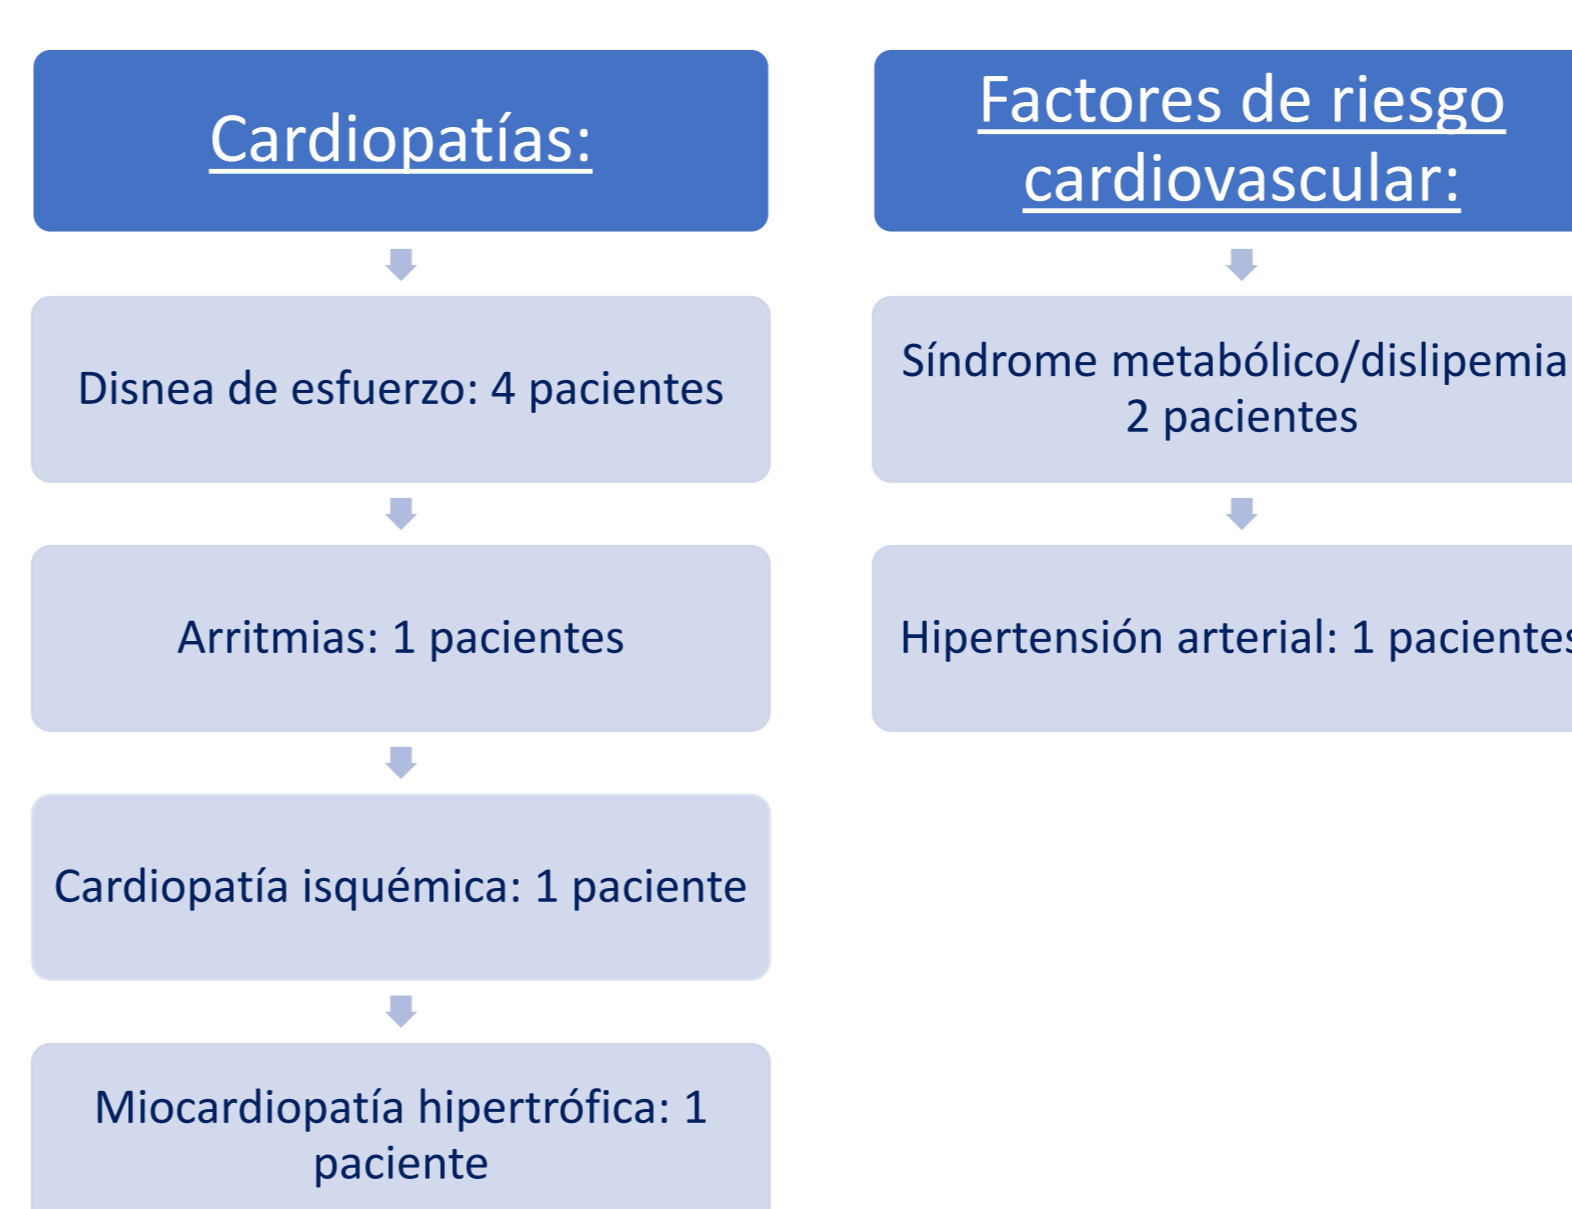 Cardiopatías:
Disnea de esfuerzo: 4 pacientes
Arritmias: 1 pacientes
Cardiopatía isquémica: 1 paciente
Miocardiopatía hipertrófica: 1
paciente
Factores de riesgo
cardiovascular:
Síndrome metabólico/dislipemia
2 pacientes
Hipertensión arterial: 1 pacientes